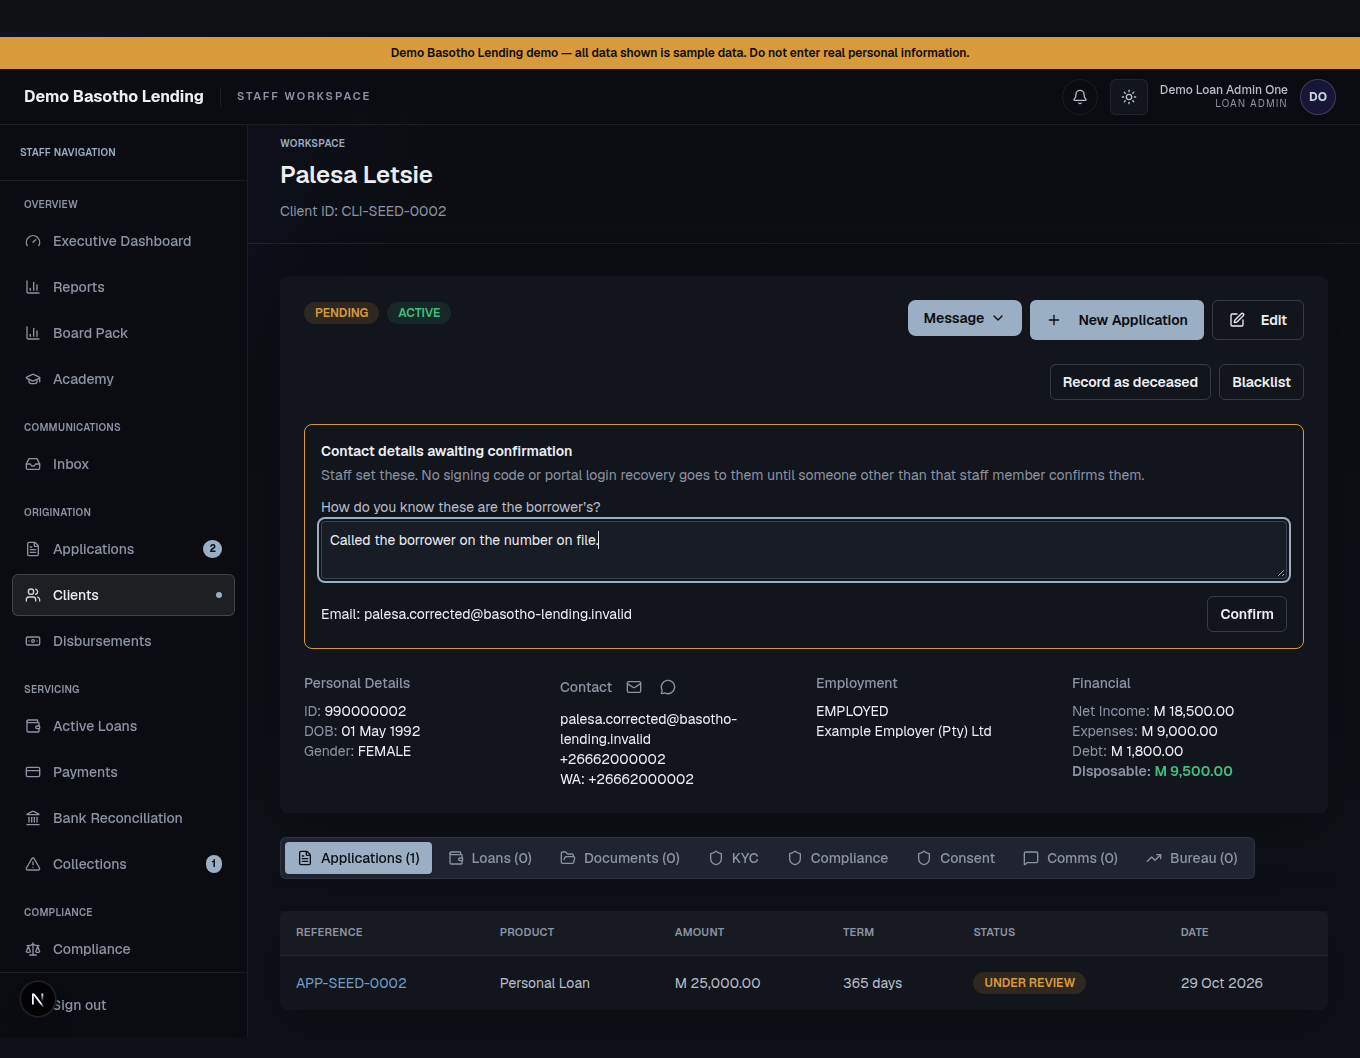 Demo Basotho Lending demo — all data shown is sample data. Do not enter real personal information.
Demo Basotho Lending
STAFF WORKSPACE
Demo Loan Admin One
LOAN ADMIN
DO
STAFF NAVIGATION
OVERVIEW
Executive Dashboard
Reports
Board Pack
Academy
COMMUNICATIONS
Inbox
ORIGINATION
Applications 2
Clients
Disbursements
SERVICING
Active Loans
Payments
Bank Reconciliation
Collections 1
COMPLIANCE
Compliance
N
Sign out
WORKSPACE
Palesa Letsie
Client ID: CLI-SEED-0002
PENDING ACTIVE
Message New Application Edit
Record as deceased Blacklist
Contact details awaiting confirmation
Staff set these. No signing code or portal login recovery goes to them until someone other than that staff member confirms them.
How do you know these are the borrower's?
Called the borrower on the number on file.
Email: palesa.corrected@basotho-lending.invalid Confirm
Personal Details
ID: 990000002
DOB: 01 May 1992
Gender: FEMALE
Contact
palesa.corrected@basotho-
lending.invalid
+26662000002
WA: +26662000002
Employment
EMPLOYED
Example Employer (Pty) Ltd
Financial
Net Income: M 18,500.00
Expenses: M 9,000.00
Debt: M 1,800.00
Disposable: M 9,500.00
Applications (1) Loans (0) Documents (0) KYC Compliance Consent Comms (0) Bureau (0)
REFERENCE PRODUCT AMOUNT TERM STATUS DATE
APP-SEED-0002 Personal Loan M 25,000.00 365 days UNDER REVIEW 29 Oct 2026